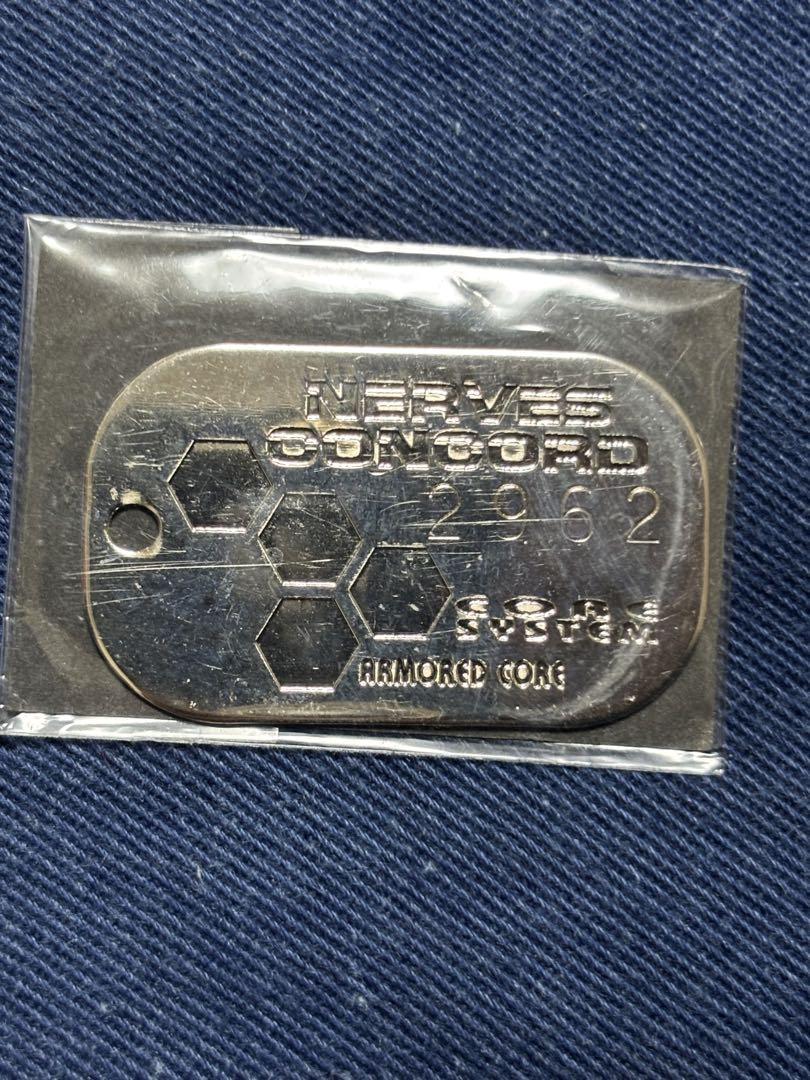 NERVES
CONCORD
2962
CORE
SYSTEM
ARMORED CORE